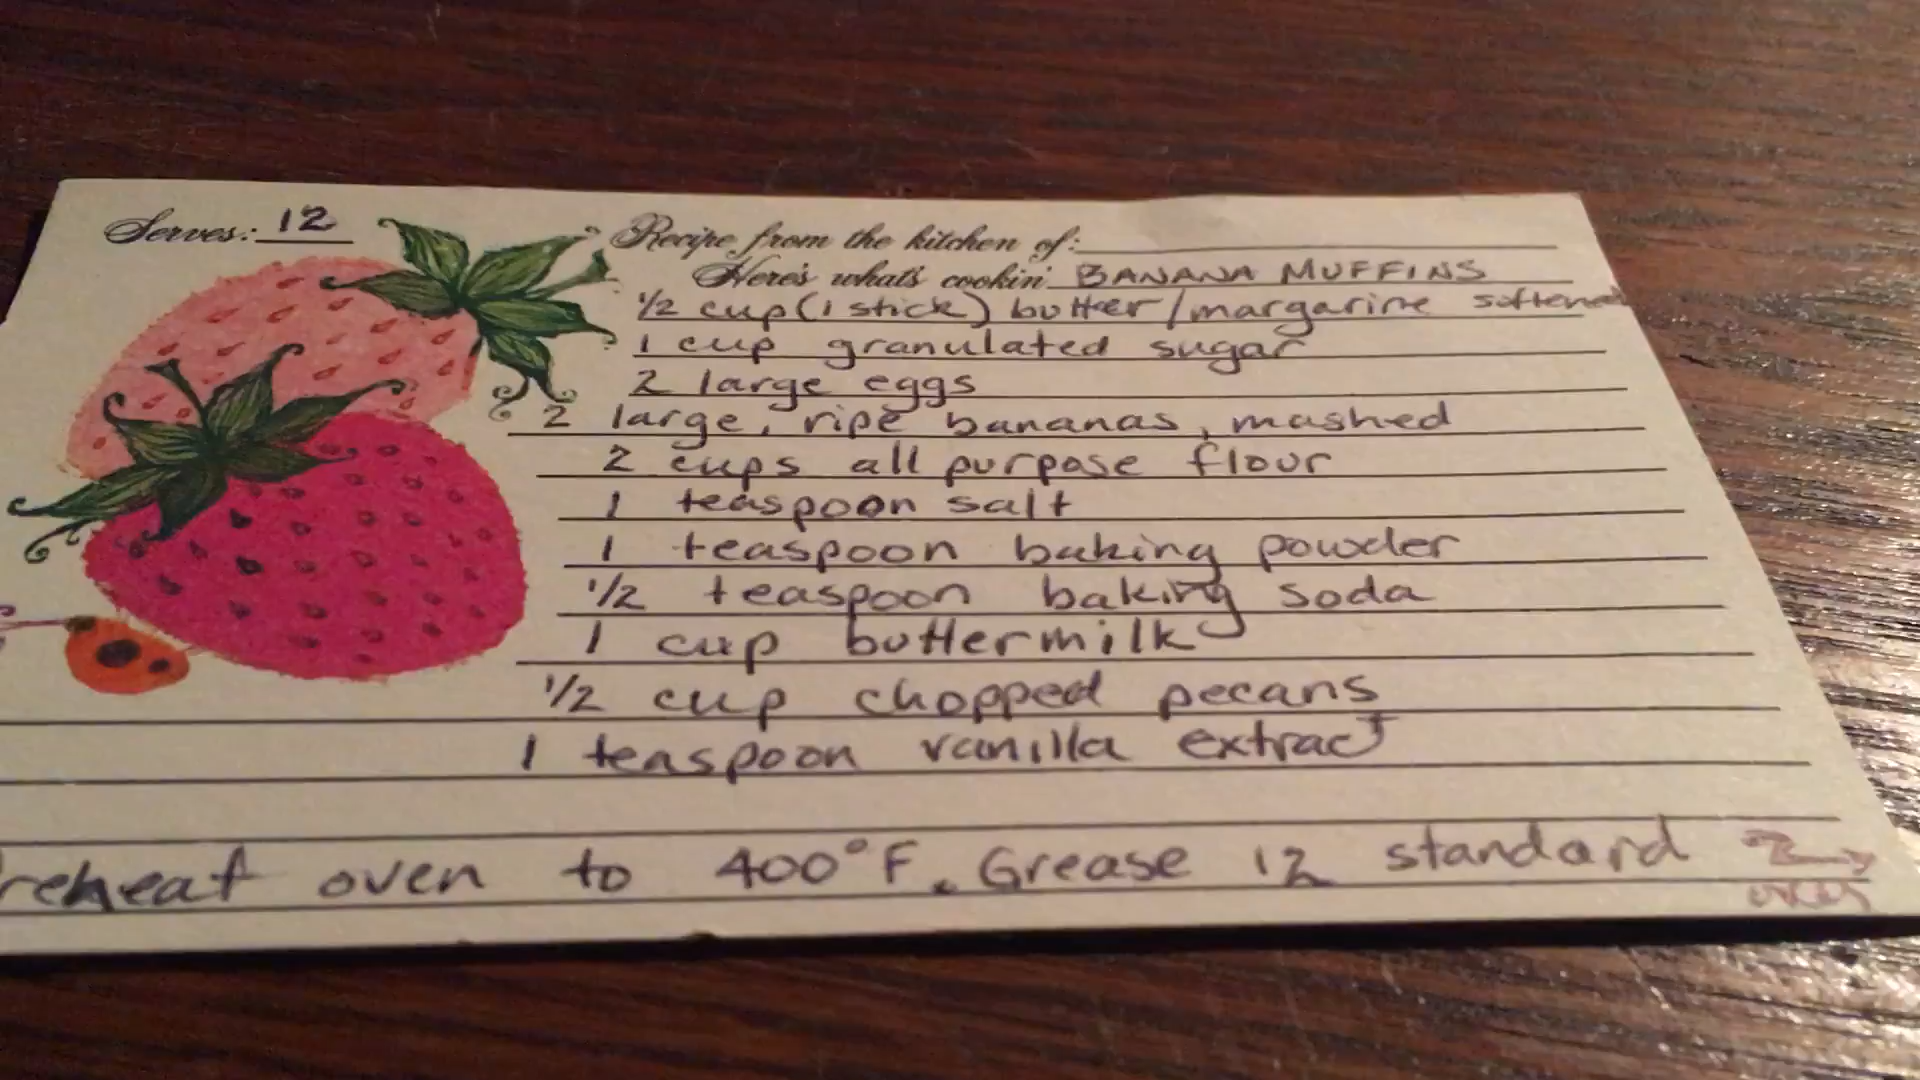 Serves: 12
Recipe from the kitchen of:
Here's what's cookin' BANANA MUFFINS
1/2 cup (1 stick) butter/margarine softened
1 cup granulated sugar
2 large eggs
2 large, ripe bananas, mashed
2 cups all purpose flour
1 teaspoon salt
1 teaspoon baking powder
1/2 teaspoon baking soda
1 cup buttermilk
1/2 cup chopped pecans
1 teaspoon vanilla extract
reheat oven to 400°F. Grease 12 standard